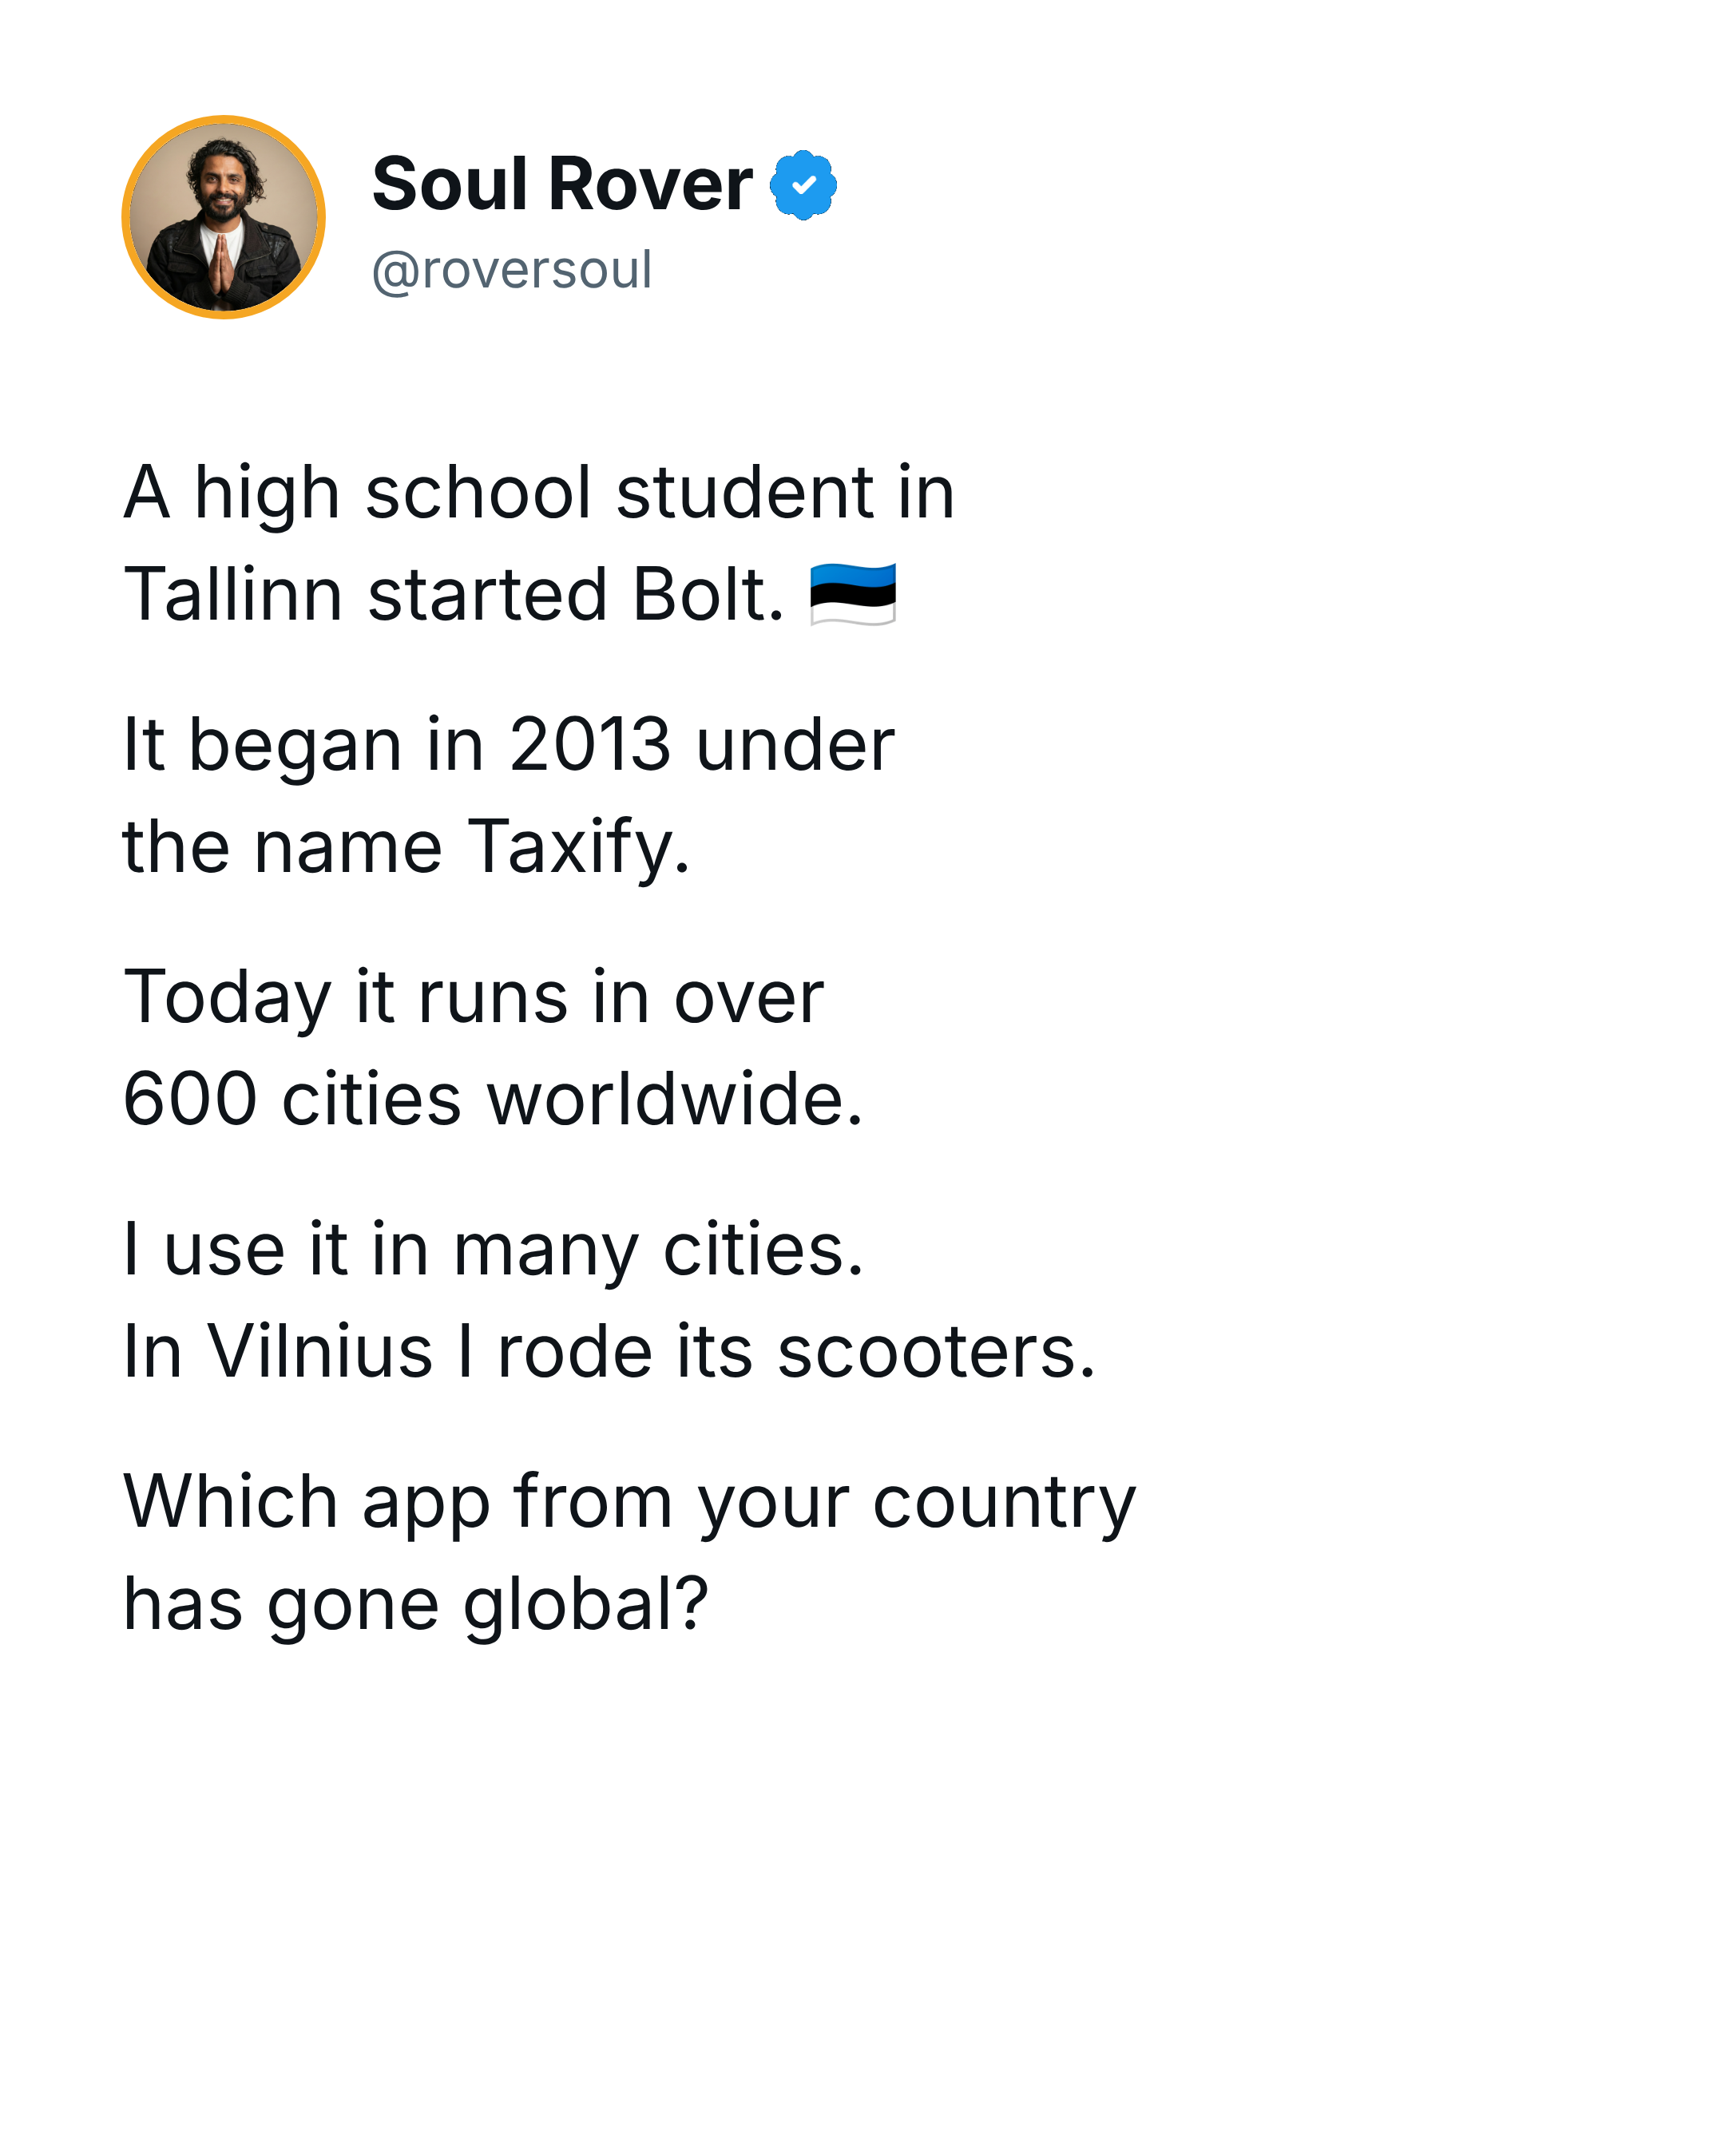 Soul Rover
@roversoul
A high school student in
Tallinn started Bolt. 🇪🇪
It began in 2013 under
the name Taxify.
Today it runs in over
600 cities worldwide.
I use it in many cities.
In Vilnius I rode its scooters.
Which app from your country
has gone global?